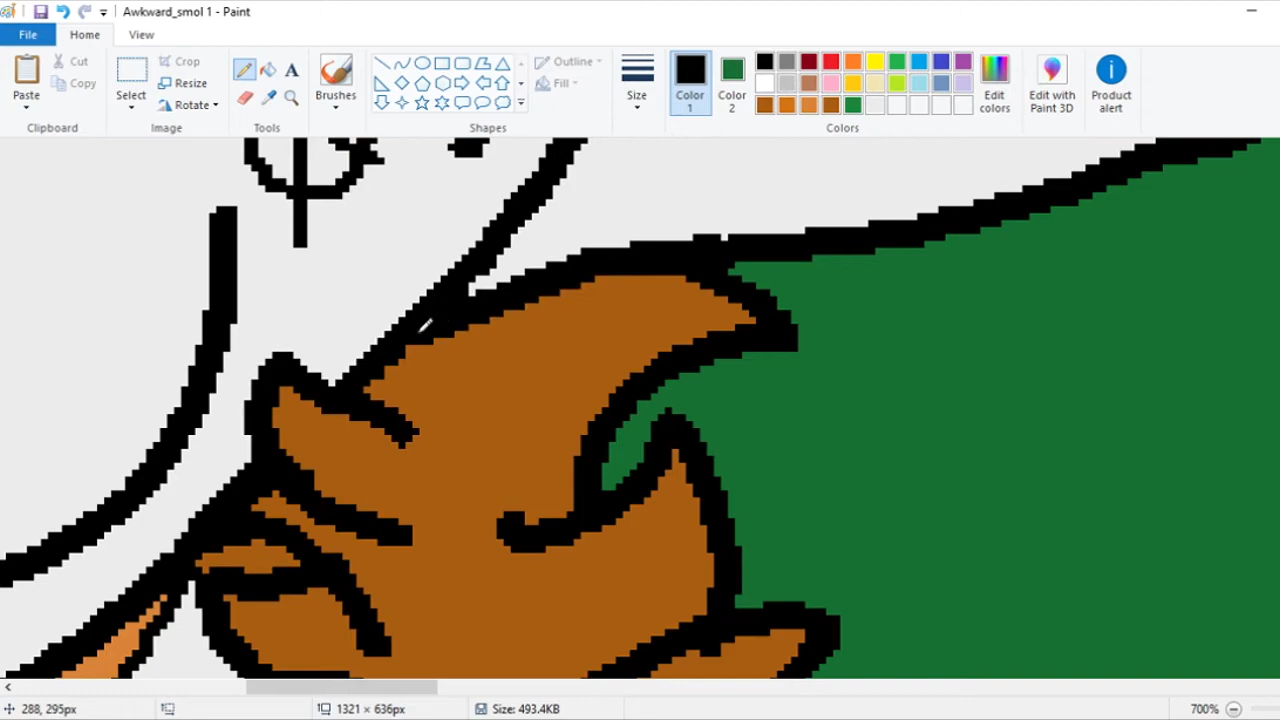 Awkward_smol 1 - Paint
File Home View
Paste Cut Copy Select Crop Resize Rotate A Brushes Outline Fill Size Color 1 Color 2 Edit colors Edit with Paint 3D Product alert
Clipboard Image Tools Shapes Colors
288, 295px 1321 × 636px Size: 493.4KB 700%